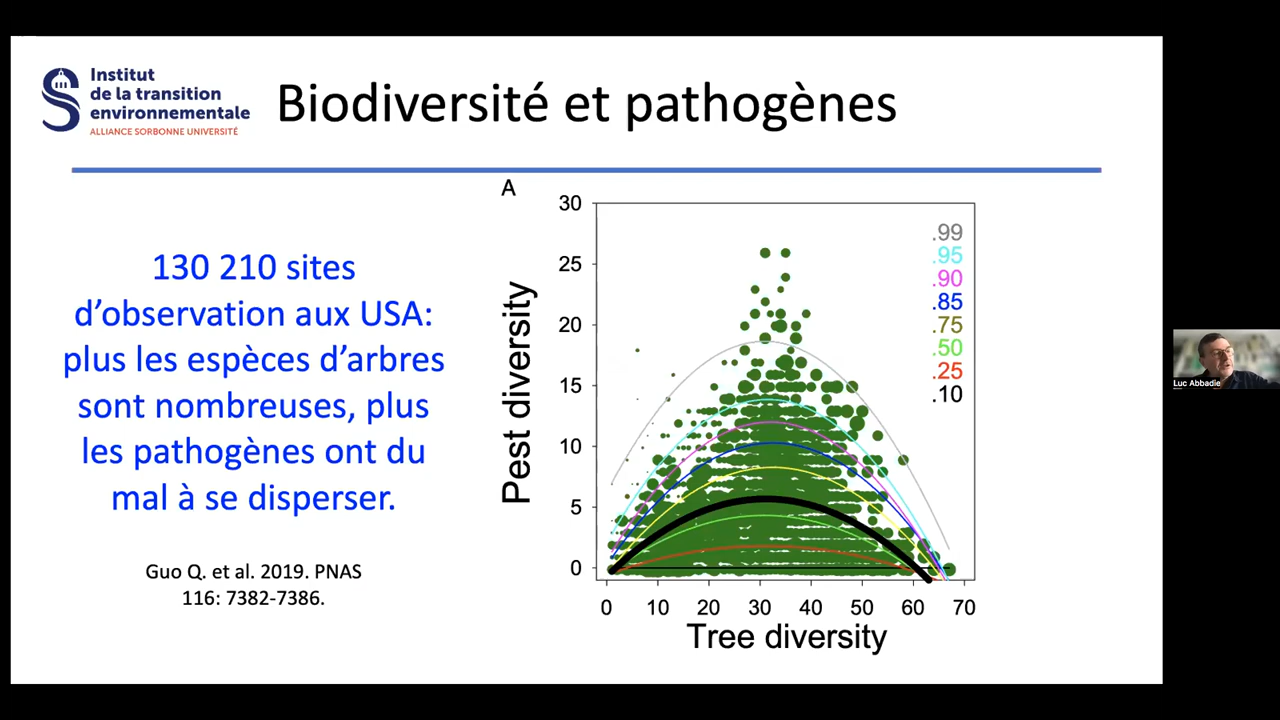 Institut
de la transition
environnementale
ALLIANCE SORBONNE UNIVERSITÉ
Biodiversité et pathogènes
130 210 sites
d’observation aux USA:
plus les espèces d’arbres
sont nombreuses, plus
les pathogènes ont du
mal à se disperser.
Guo Q. et al. 2019. PNAS
116: 7382-7386.
A
Pest diversity
30
25
20
15
10
5
0
.99
.95
.90
.85
.75
.50
.25
.10
0 10 20 30 40 50 60 70
Tree diversity
Luc Abbadie